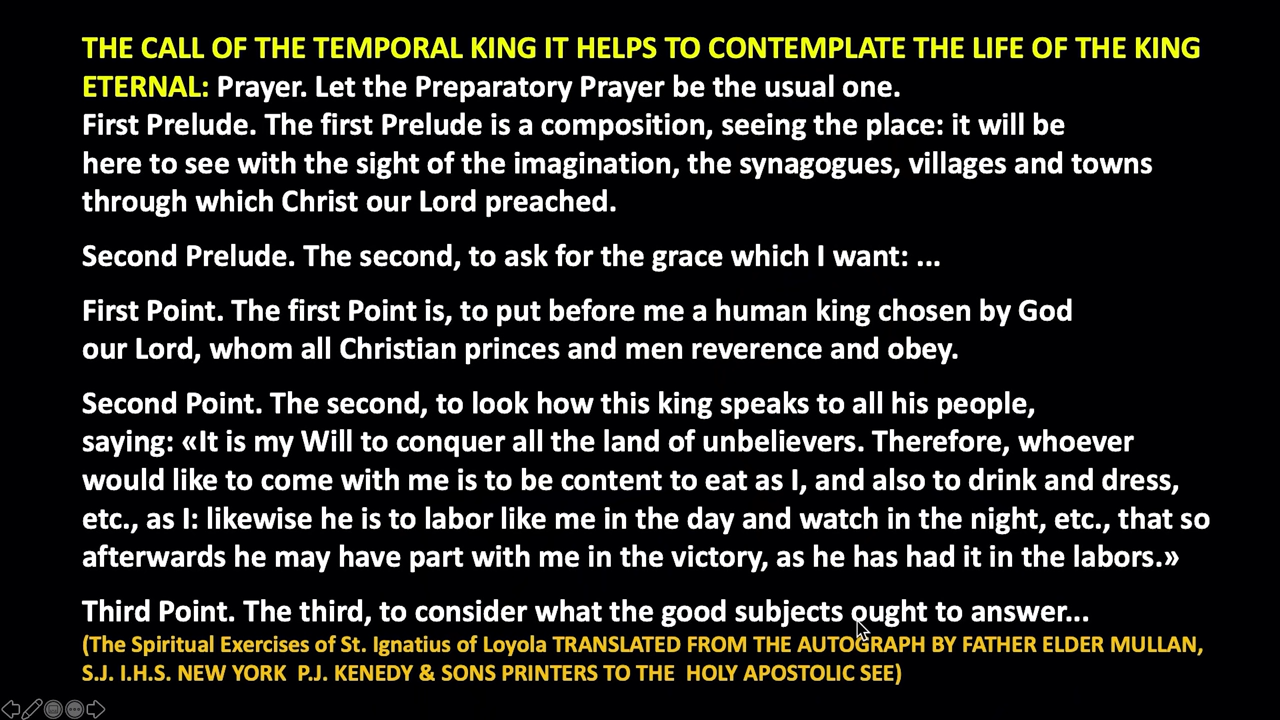 THE CALL OF THE TEMPORAL KING IT HELPS TO CONTEMPLATE THE LIFE OF THE KING
ETERNAL: Prayer. Let the Preparatory Prayer be the usual one.
First Prelude. The first Prelude is a composition, seeing the place: it will be
here to see with the sight of the imagination, the synagogues, villages and towns
through which Christ our Lord preached.
Second Prelude. The second, to ask for the grace which I want: ...
First Point. The first Point is, to put before me a human king chosen by God
our Lord, whom all Christian princes and men reverence and obey.
Second Point. The second, to look how this king speaks to all his people,
saying: «It is my Will to conquer all the land of unbelievers. Therefore, whoever
would like to come with me is to be content to eat as I, and also to drink and dress,
etc., as I: likewise he is to labor like me in the day and watch in the night, etc., that so
afterwards he may have part with me in the victory, as he has had it in the labors.»
Third Point. The third, to consider what the good subjects ought to answer...
(The Spiritual Exercises of St. Ignatius of Loyola TRANSLATED FROM THE AUTOGRAPH BY FATHER ELDER MULLAN,
S.J. I.H.S. NEW YORK P.J. KENEDY & SONS PRINTERS TO THE HOLY APOSTOLIC SEE)